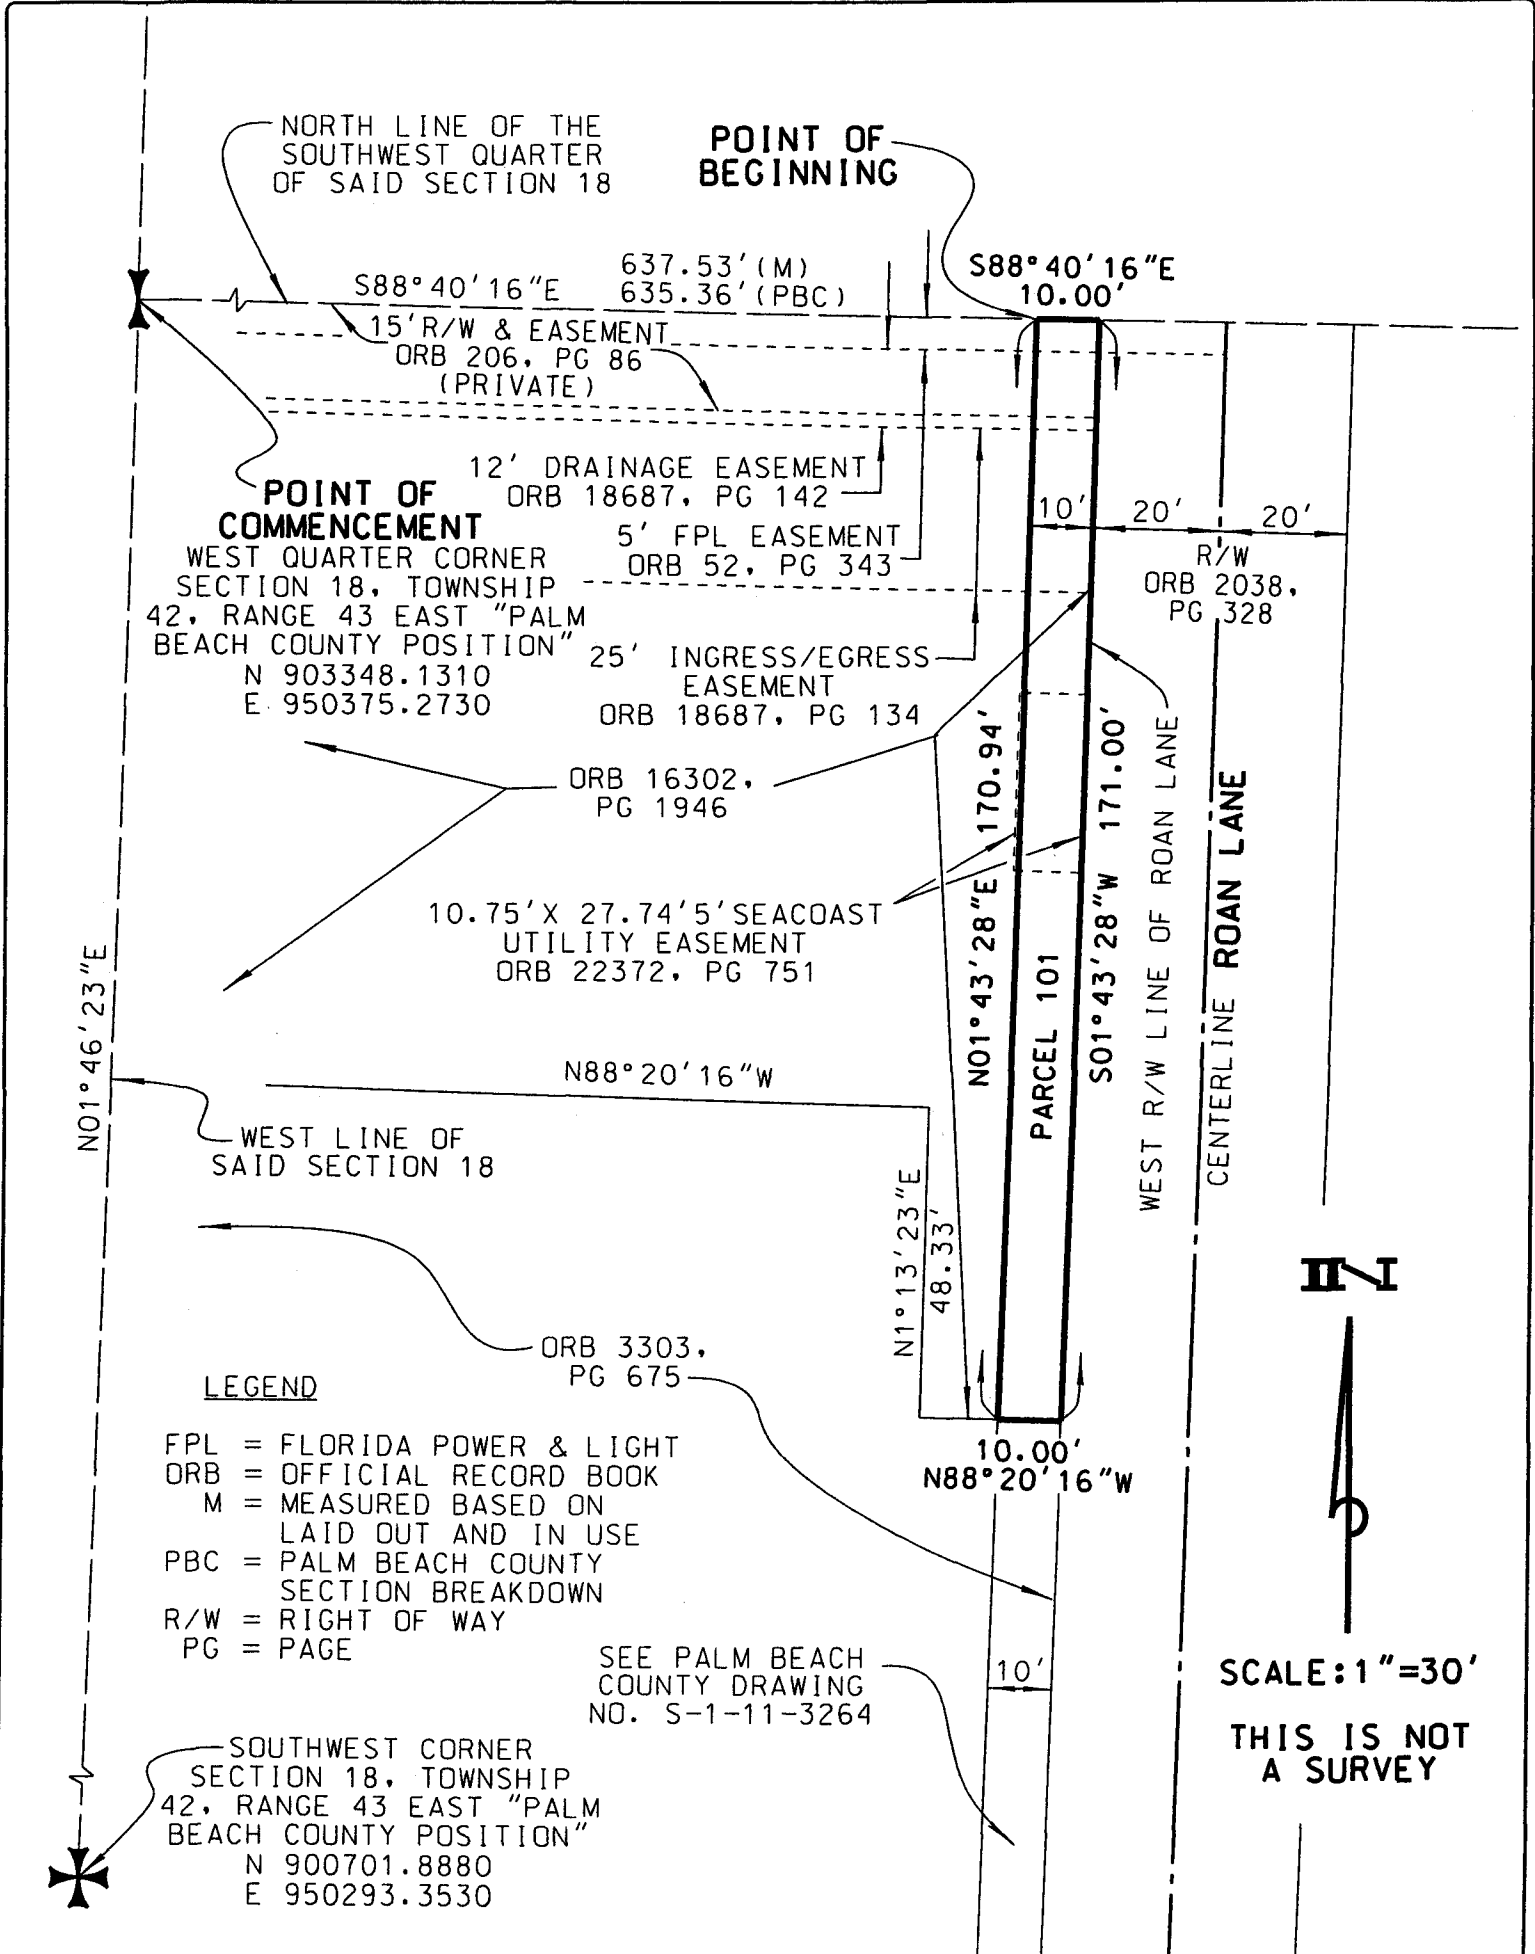 NORTH LINE OF THE
SOUTHWEST QUARTER
OF SAID SECTION 18
POINT OF
BEGINNING
S88°40'16"E
637.53'(M)
635.36'(PBC)
S88°40'16"E
10.00'
15'R/W & EASEMENT
ORB 206, PG 86
(PRIVATE)
12' DRAINAGE EASEMENT
ORB 18687, PG 142
POINT OF
COMMENCEMENT
WEST QUARTER CORNER
SECTION 18, TOWNSHIP
42, RANGE 43 EAST "PALM
BEACH COUNTY POSITION"
N 903348.1310
E 950375.2730
5' FPL EASEMENT
ORB 52, PG 343
10'
20'
20'
R/W
ORB 2038,
PG 328
25' INGRESS/EGRESS
EASEMENT
ORB 18687, PG 134
ORB 16302,
PG 1946
10.75'X 27.74'5'SEACOAST
UTILITY EASEMENT
ORB 22372, PG 751
N01°43'28"E 170.94'
PARCEL 101
S01°43'28"W 171.00'
WEST R/W LINE OF ROAN LANE
CENTERLINE ROAN LANE
N01°46'23"E
N88°20'16"W
WEST LINE OF
SAID SECTION 18
N1°13'23"E
48.33'
ORB 3303,
PG 675
10.00'
N88°20'16"W
LEGEND
FPL = FLORIDA POWER & LIGHT
ORB = OFFICIAL RECORD BOOK
M = MEASURED BASED ON
LAID OUT AND IN USE
PBC = PALM BEACH COUNTY
SECTION BREAKDOWN
R/W = RIGHT OF WAY
PG = PAGE
SEE PALM BEACH
COUNTY DRAWING
NO. S-1-11-3264
10'
N
SCALE:1"=30'
THIS IS NOT
A SURVEY
SOUTHWEST CORNER
SECTION 18, TOWNSHIP
42, RANGE 43 EAST "PALM
BEACH COUNTY POSITION"
N 900701.8880
E 950293.3530